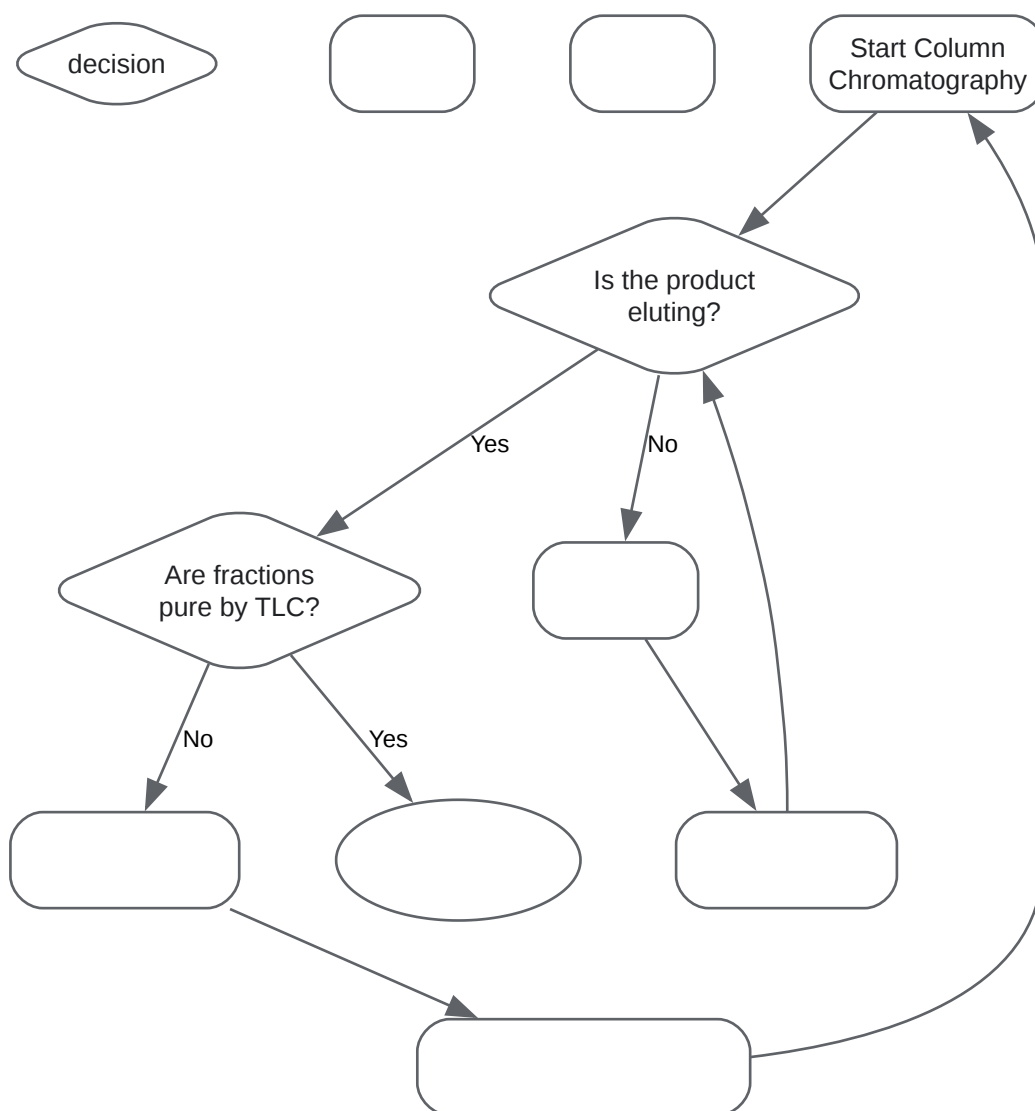 decision
Start Column
Chromatography
Is the product
eluting?
Yes
No
Are fractions
pure by TLC?
No
Yes